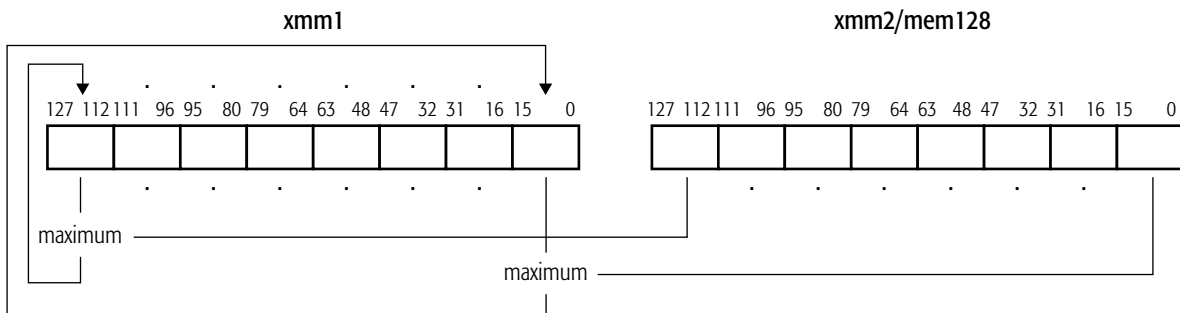 xmm1 xmm2/mem128
127 112 111 96 95 80 79 64 63 48 47 32 31 16 15 0 127 112 111 96 95 80 79 64 63 48 47 32 31 16 15 0
maximum
maximum